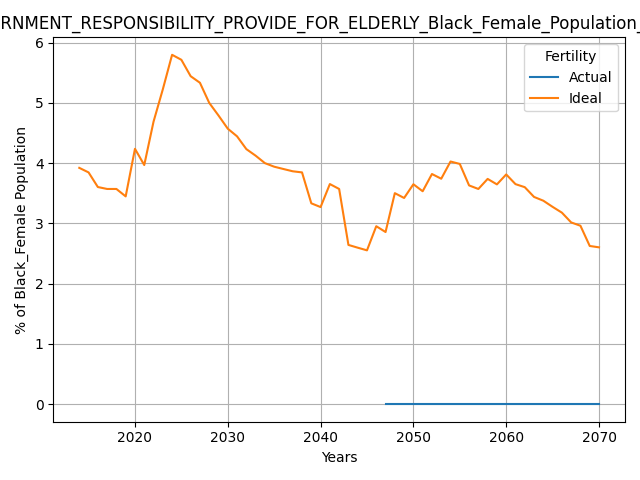 RNMENT_RESPONSIBILITY_PROVIDE_FOR_ELDERLY_Black_Female_Population_
Fertility
Actual
Ideal
6
5
4
3
2
1
0
% of Black_Female Population
2020 2030 2040 2050 2060 2070
Years